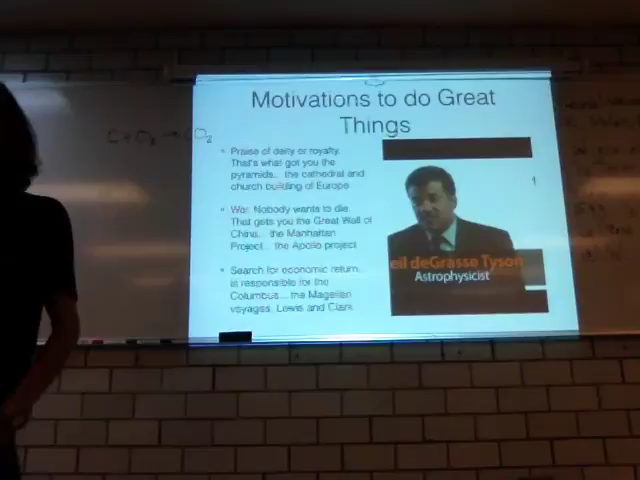 Motivations to do Great
Things
C + O2 → CO2
• Praise of deity or royalty.
That's what got you the
pyramids... the cathedral and
church building of Europe
• War. Nobody wants to die.
That gets you the Great Wall of
China... the Manhattan
Project... the Apollo project
• Search for economic return...
is responsible for the
Columbus... the Magellan
voyages, Lewis and Clark
eil deGrasse Tyson
Astrophysicist